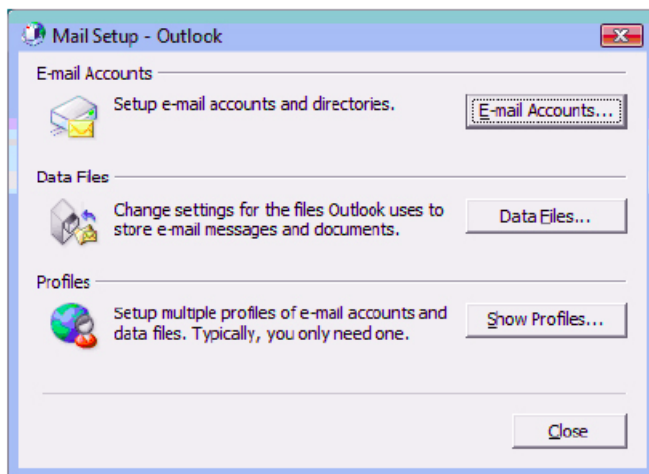 Mail Setup - Outlook
E-mail Accounts
Setup e-mail accounts and directories.
E-mail Accounts...
Data Files
Change settings for the files Outlook uses to
store e-mail messages and documents.
Data Files...
Profiles
Setup multiple profiles of e-mail accounts and
data files. Typically, you only need one.
Show Profiles...
Close